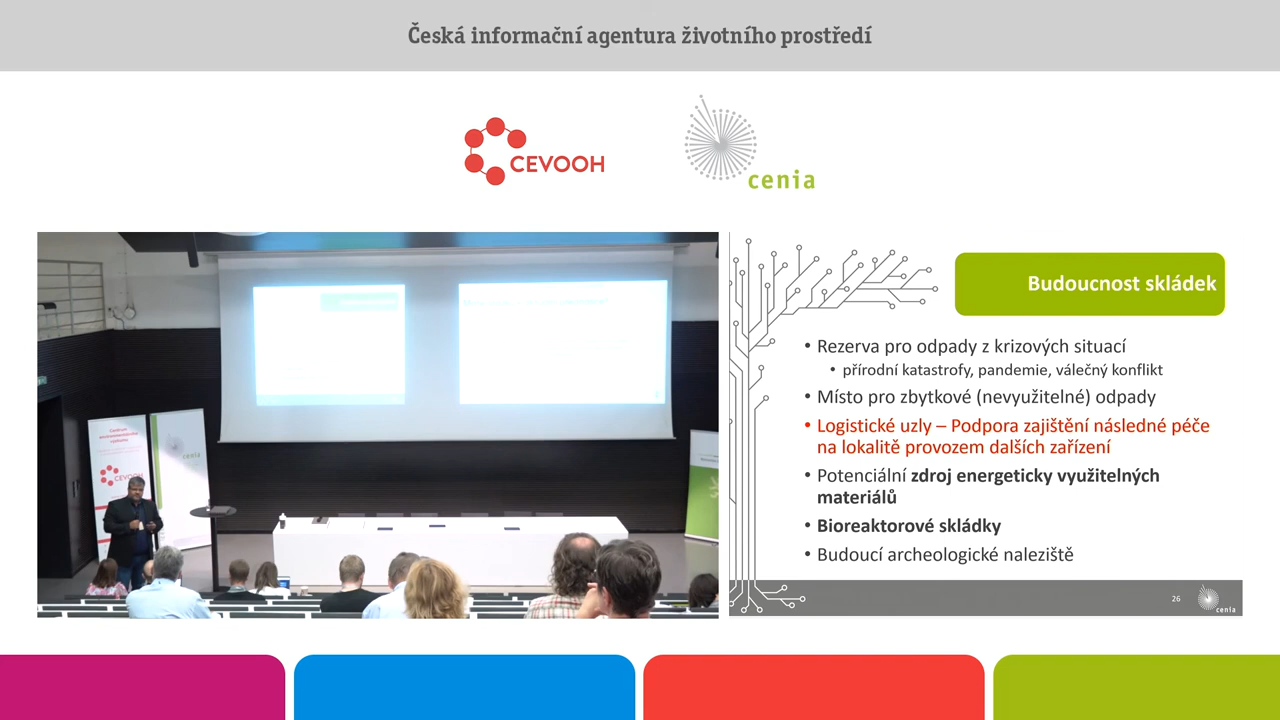 Česká informační agentura životního prostředí
CEVOOH
cenia
Budoucnost skládek
• Rezerva pro odpady z krizových situací
• přírodní katastrofy, pandemie, válečný konflikt
• Místo pro zbytkové (nevyužitelné) odpady
• Logistické uzly – Podpora zajištění následné péče
na lokalitě provozem dalších zařízení
• Potenciální zdroj energeticky využitelných
materiálů
• Bioreaktorové skládky
• Budoucí archeologické naleziště
26
cenia
CEVOOH
cenia